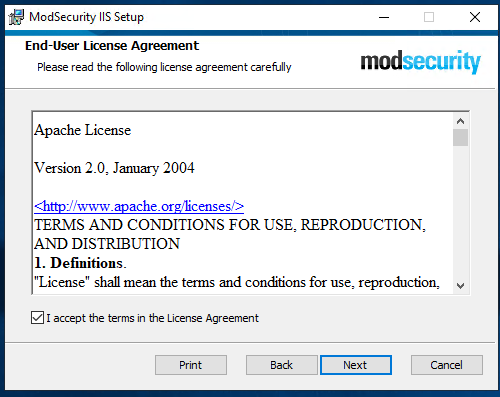 ModSecurity IIS Setup
End-User License Agreement
Please read the following license agreement carefully
modsecurity
Apache License
Version 2.0, January 2004
<http://www.apache.org/licenses/>
TERMS AND CONDITIONS FOR USE, REPRODUCTION,
AND DISTRIBUTION
1. Definitions.
"License" shall mean the terms and conditions for use, reproduction,
I accept the terms in the License Agreement
Print Back Next Cancel